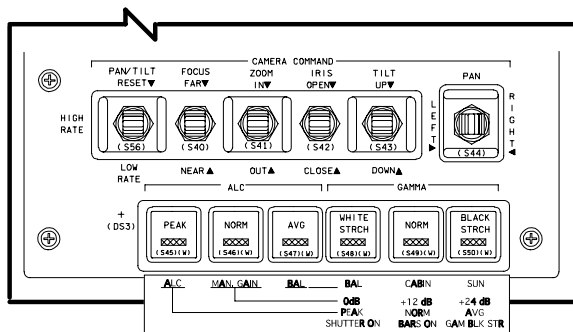 CAMERA COMMAND
PAN/TILT RESET▼ FOCUS FAR▼ ZOOM IN▼ IRIS OPEN▼ TILT UP▼ PAN
HIGH RATE
LEFT▼
RIGHT▼
(S56) (S40) (S41) (S42) (S43) (S44)
LOW RATE NEAR▲ OUT▲ CLOSE▲ DOWN▲
ALC GAMMA
+ (DS3)
PEAK NORM AVG WHITE STRCH NORM BLACK STRCH
(S45)(W) (S46)(W) (S47)(W) (S48)(W) (S49)(W) (S50)(W)
ALC MAN. GAIN BAL BAL CABIN SUN
0dB +12 dB +24 dB
PEAK NORM AVG
SHUTTER ON BARS ON GAM BLK STR